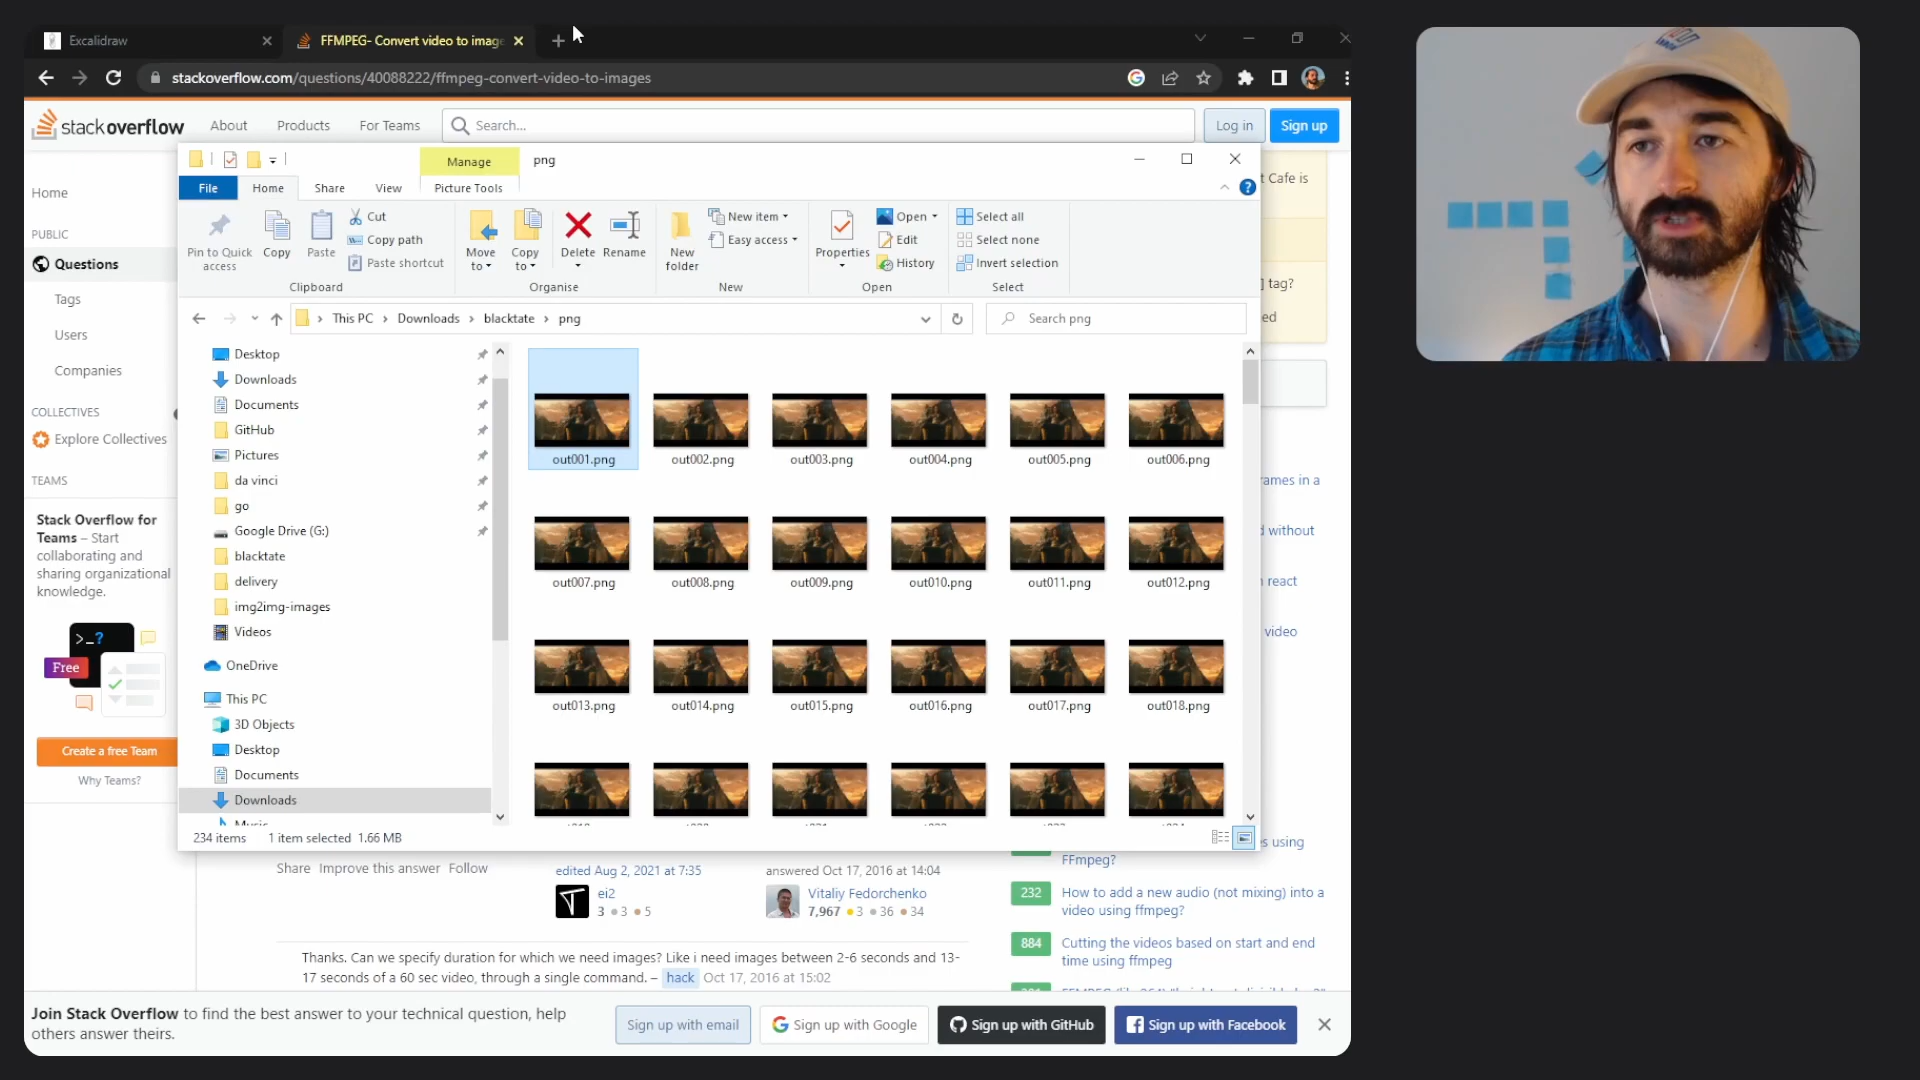 Excalidraw
FFMPEG- Convert video to image
stackoverflow.com/questions/40088222/ffmpeg-convert-video-to-images
stackoverflow
About
Products
For Teams
Search...
Log in
Sign up
Manage
png
File
Home
Share
View
Picture Tools
Pin to Quick
access
Copy
Paste
Cut
Copy path
Paste shortcut
Clipboard
Move
to
Copy
to
Delete
Rename
Organise
New
folder
New item
Easy access
New
Properties
Open
Edit
History
Open
Select all
Select none
Invert selection
Select
This PC
Downloads
blacktate
png
Search png
Home
PUBLIC
Questions
Tags
Users
Companies
COLLECTIVES
Explore Collectives
TEAMS
Stack Overflow for
Teams – Start
collaborating and
sharing organizational
knowledge.
>_?
Free
Create a free Team
Why Teams?
Desktop
Downloads
Documents
GitHub
Pictures
da vinci
go
Google Drive (G:)
blacktate
delivery
img2img-images
Videos
OneDrive
This PC
3D Objects
Desktop
Documents
Downloads
Music
out001.png
out002.png
out003.png
out004.png
out005.png
out006.png
out007.png
out008.png
out009.png
out010.png
out011.png
out012.png
out013.png
out014.png
out015.png
out016.png
out017.png
out018.png
234 items
1 item selected 1.66 MB
t Cafe is
] tag?
ed
rames in a
d without
n react
video
s using
FFmpeg?
232
How to add a new audio (not mixing) into a
video using ffmpeg?
884
Cutting the videos based on start and end
time using ffmpeg
Share Improve this answer Follow
edited Aug 2, 2021 at 7:35
ei2
3 3 5
answered Oct 17, 2016 at 14:04
Vitaliy Fedorchenko
7,967 3 36 34
Thanks. Can we specify duration for which we need images? Like i need images between 2-6 seconds and 13-
17 seconds of a 60 sec video, through a single command. – hack Oct 17, 2016 at 15:02
Join Stack Overflow to find the best answer to your technical question, help
others answer theirs.
Sign up with email
Sign up with Google
Sign up with GitHub
Sign up with Facebook